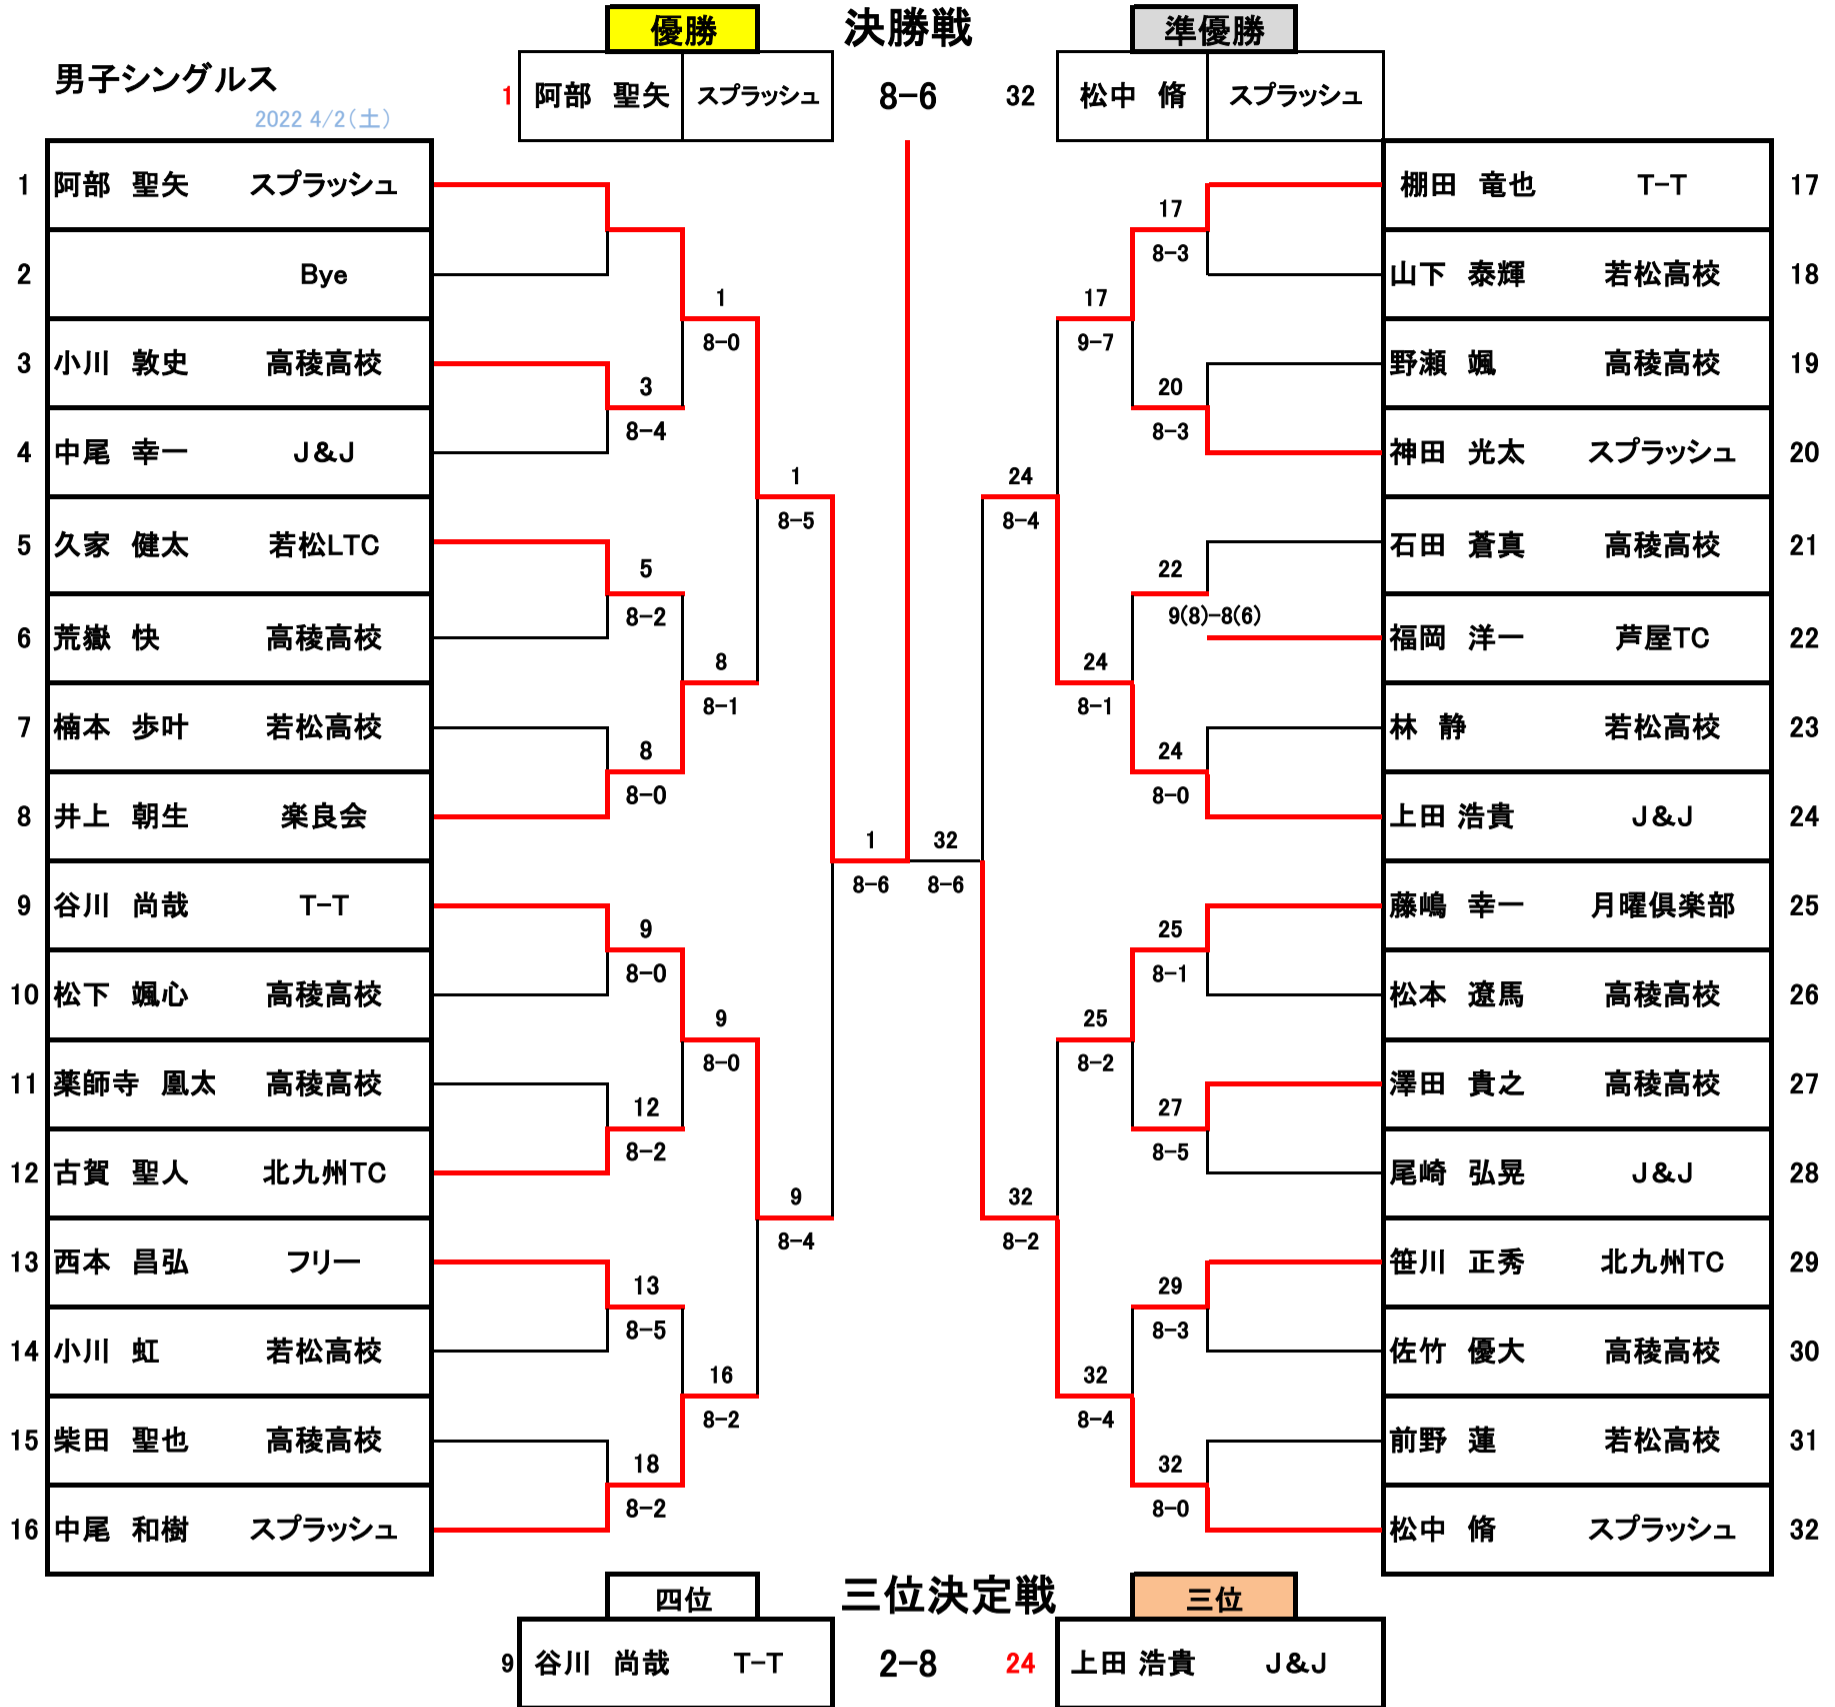 優勝 決勝戦 準優勝
男子シングルス
1 阿部 聖矢 スプラッシュ 8-6 32 松中 脩 スプラッシュ
2022 4/2(土)
1 阿部 聖矢 スプラッシュ 棚田 竜也 T-T 17
17
8-3
2 Bye 山下 泰輝 若松高校 18
1 17
8-0 9-7
3 小川 敦史 高稜高校 野瀬 颯 高稜高校 19
3 20
8-4 8-3
4 中尾 幸一 J&J 神田 光太 スプラッシュ 20
1 24
8-5 8-4
5 久家 健太 若松LTC 石田 蒼真 高稜高校 21
5 22
8-2 9(8)-8(6)
6 荒嶽 快 高稜高校 福岡 洋一 芦屋TC 22
8 24
8-1 8-1
7 楠本 歩叶 若松高校 林 静 若松高校 23
8 24
8-0 8-0
8 井上 朝生 楽良会 上田 浩貴 J&J 24
1 32
8-6 8-6
9 谷川 尚哉 T-T 藤嶋 幸一 月曜倶楽部 25
9 25
8-0 8-1
10 松下 颯心 高稜高校 松本 遼馬 高稜高校 26
9 25
8-0 8-2
11 薬師寺 凰太 高稜高校 澤田 貴之 高稜高校 27
12 27
8-2 8-5
12 古賀 聖人 北九州TC 尾崎 弘晃 J&J 28
9 32
8-4 8-2
13 西本 昌弘 フリー 笹川 正秀 北九州TC 29
13 29
8-5 8-3
14 小川 虹 若松高校 佐竹 優大 高稜高校 30
16 32
8-2 8-4
15 柴田 聖也 高稜高校 前野 蓮 若松高校 31
18 32
8-2 8-0
16 中尾 和樹 スプラッシュ 松中 脩 スプラッシュ 32
四位 三位決定戦 三位
9 谷川 尚哉 T-T 2-8 24 上田 浩貴 J&J